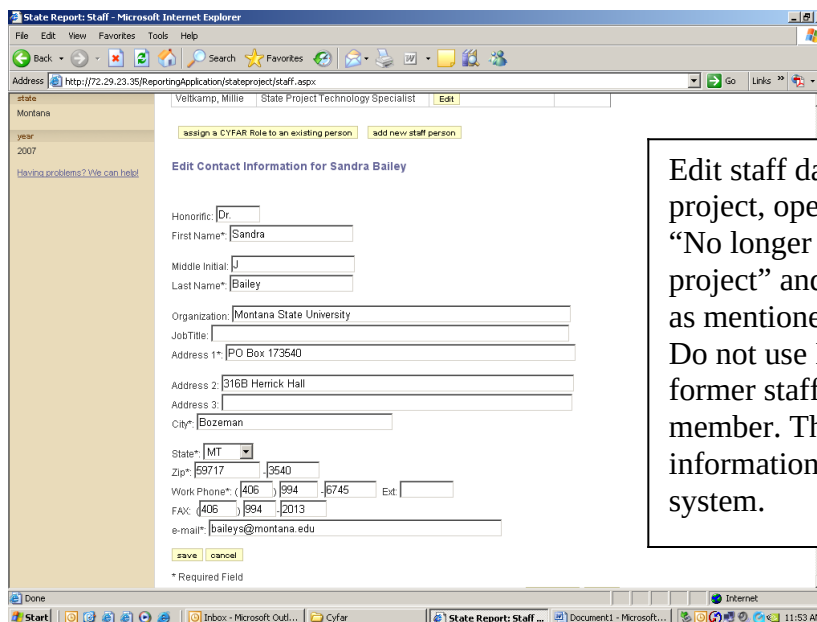 State Report: Staff - Microsoft Internet Explorer
File Edit View Favorites Tools Help
Back Search Favorites
Address http://72.29.23.35/ReportingApplication/stateproject/staff.aspx Go Links »
state
Montana
year
2007
Having problems? We can help!
Veltkamp, Millie State Project Technology Specialist Edit
assign a CYFAR Role to an existing person add new staff person
Edit Contact Information for Sandra Bailey
Honorific: Dr.
First Name*: Sandra
Middle Initial: J
Last Name*: Bailey
Organization: Montana State University
JobTitle:
Address 1*: PO Box 173540
Address 2: 316B Herrick Hall
Address 3:
City*: Bozeman
State*: MT
Zip*: 59717 - 3540
Work Phone*: ( 406 ) 994 - 6745 Ext:
FAX: ( 406 ) 994 - 2013
e-mail*: baileys@montana.edu
save cancel
* Required Field
Edit staff da
project, ope
“No longer
project” and
as mentione
Do not use
former staff
member. Th
information
system.
Done Internet
Start Inbox - Microsoft Outl... Cyfar State Report: Staff ... Document1 - Microsoft... 11:53 AM